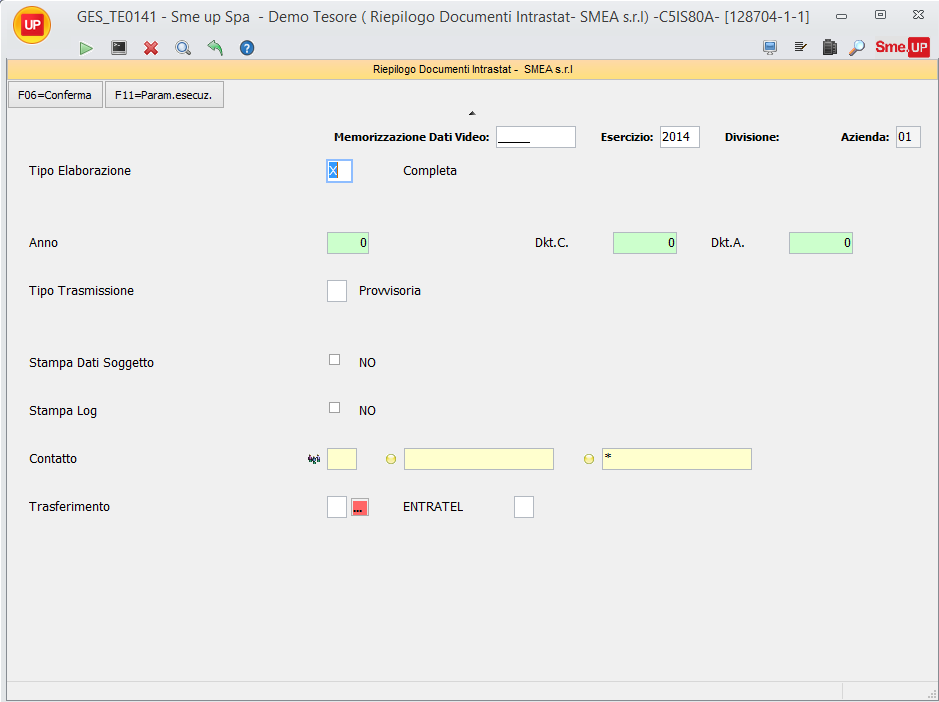 UP GES_TE0141 - Sme up Spa - Demo Tesore ( Riepilogo Documenti Intrastat- SMEA s.r.l) -C5IS80A- [128704-1-1]
? Sme.UP
Riepilogo Documenti Intrastat - SMEA s.r.l
F06=Conferma F11=Param.esecuz.
Memorizzazione Dati Video: _____ Esercizio: 2014 Divisione: Azienda: 01
Tipo Elaborazione X Completa
Anno 0 Dkt.C. 0 Dkt.A. 0
Tipo Trasmissione Provvisoria
Stampa Dati Soggetto NO
Stampa Log NO
Contatto *
Trasferimento ... ENTRATEL